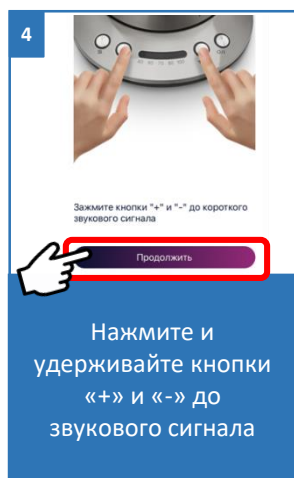 4
Зажмите кнопки "+" и "-" до короткого
звукового сигнала
Продолжить
Нажмите и
удерживайте кнопки
«+» и «-» до
звукового сигнала